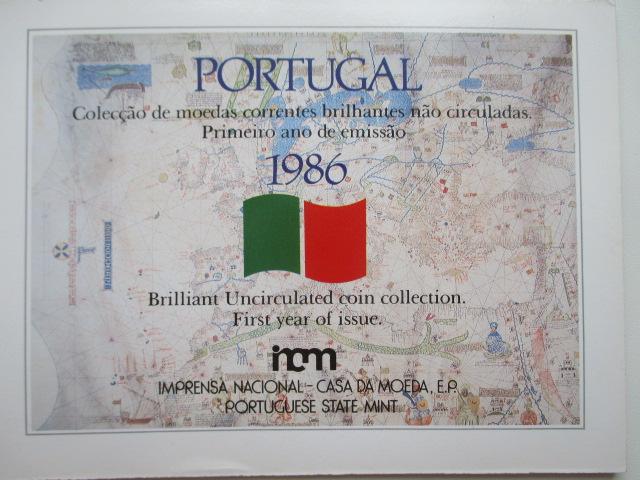 PORTUGAL
Colecção de moedas correntes brilhantes não circuladas.
Primeiro ano de emissão
1986
Brilliant Uncirculated coin collection.
First year of issue.
incm
IMPRENSA NACIONAL - CASA DA MOEDA, E.P.
PORTUGUESE STATE MINT